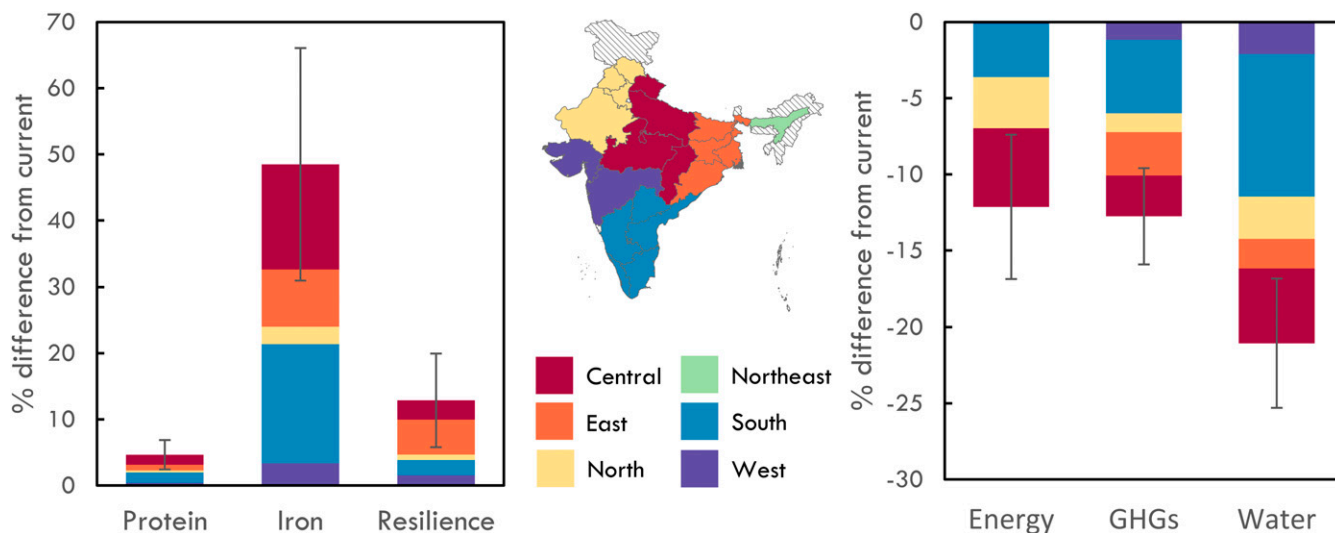 % difference from current
70
60
50
40
30
20
10
0
Protein
Iron
Resilience
Central
East
North
Northeast
South
West
% difference from current
0
-5
-10
-15
-20
-25
-30
Energy
GHGs
Water